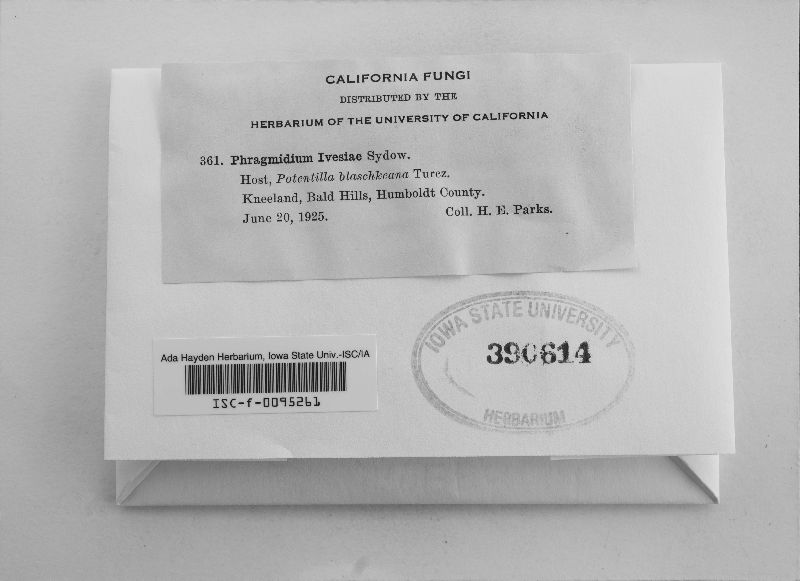 CALIFORNIA FUNGI
DISTRIBUTED BY THE
HERBARIUM OF THE UNIVERSITY OF CALIFORNIA
361. Phragmidium Ivesiae Sydow.
Host, Potentilla blaschkeana Turcz.
Kneeland, Bald Hills, Humboldt County.
June 20, 1925. Coll. H. E. Parks.
IOWA STATE UNIVERSITY
390614
HERBARIUM
Ada Hayden Herbarium, Iowa State Univ.-ISC/IA
ISC-f-0095261